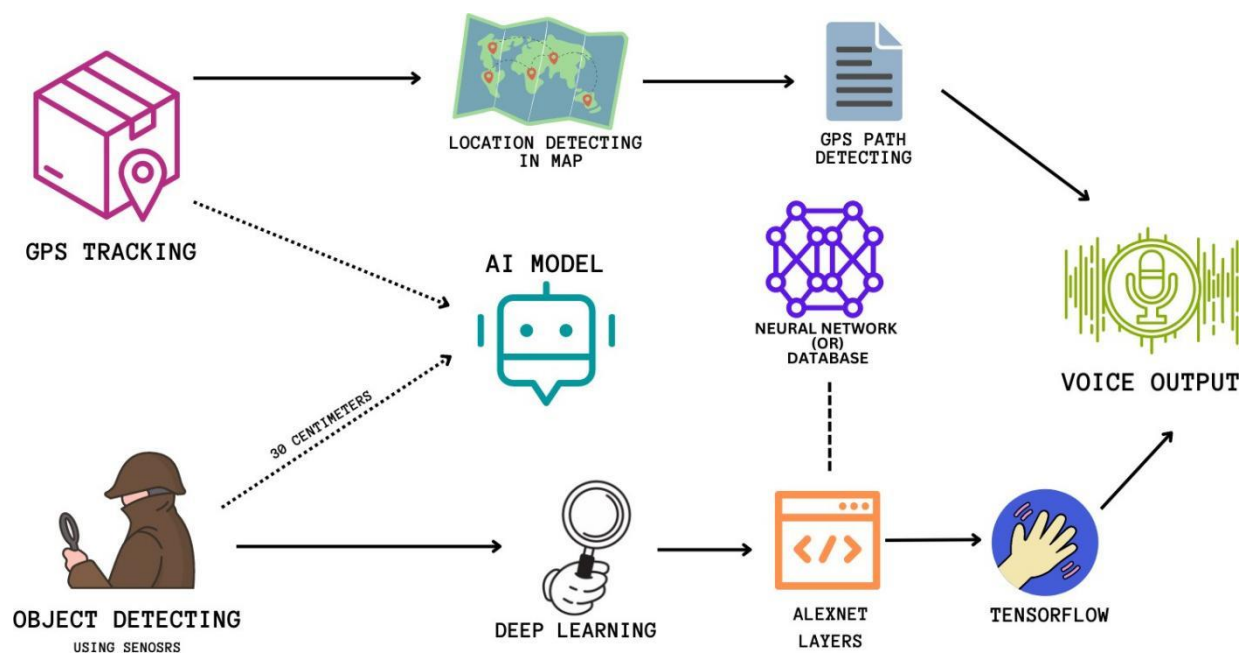 LOCATION DETECTING
IN MAP
GPS PATH
DETECTING
GPS TRACKING
AI MODEL
NEURAL NETWORK
(OR)
DATABASE
VOICE OUTPUT
30 CENTIMETERS
OBJECT DETECTING
USING SENOSRS
DEEP LEARNING
</>
ALEXNET
LAYERS
TENSORFLOW